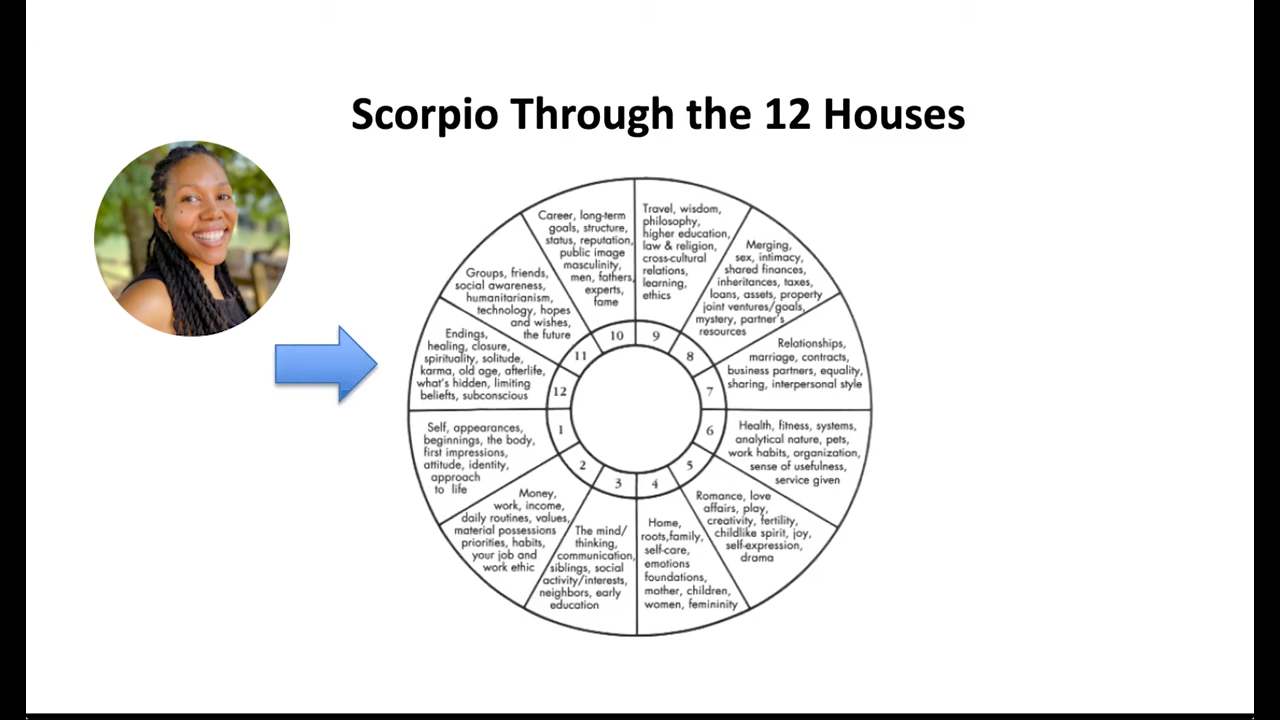 Scorpio Through the 12 Houses
Career, long-term
goals, structure,
status, reputation,
public image
masculinity,
men, fathers,
experts,
fame
10
Travel, wisdom,
philosophy,
higher education,
law & religion,
cross-cultural
relations,
learning,
ethics
9
Merging,
sex, intimacy,
shared finances,
inheritances, taxes,
loans, assets, property
joint ventures/goals,
mystery, partner's
resources
8
Relationships,
marriage, contracts,
business partners, equality,
sharing, interpersonal style
7
Health, fitness, systems,
analytical nature, pets,
work habits, organization,
sense of usefulness,
service given
6
Romance, love
affairs, play,
creativity, fertility,
childlike spirit, joy,
self-expression,
drama
5
Home,
roots,family,
self-care,
emotions
foundations,
mother, children,
women, femininity
4
The mind/
thinking,
communication,
siblings, social
activity/interests,
neighbors, early
education
3
Money,
work, income,
daily routines, values,
material possessions
priorities, habits,
your job and
work ethic
2
Self, appearances,
beginnings, the body,
first impressions,
attitude, identity,
approach
to life
1
Endings,
healing, closure,
spirituality, solitude,
karma, old age, afterlife,
what's hidden, limiting
beliefts, subconscious
12
Groups, friends,
social awareness,
humanitarianism,
technology, hopes
and wishes,
the future
11